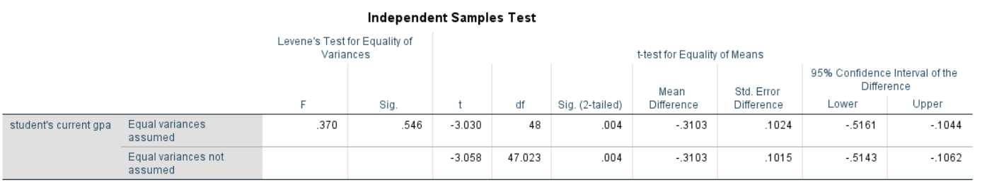 Independent Samples Test
Levene's Test for Equality of
Variances
t-test for Equality of Means
95% Confidence Interval of the
Difference
F Sig. t df Sig. (2-tailed) Mean Difference Std. Error Difference Lower Upper
student's current gpa Equal variances assumed .370 .546 -3.030 48 .004 -.3103 .1024 -.5161 -.1044
Equal variances not assumed -3.058 47.023 .004 -.3103 .1015 -.5143 -.1062